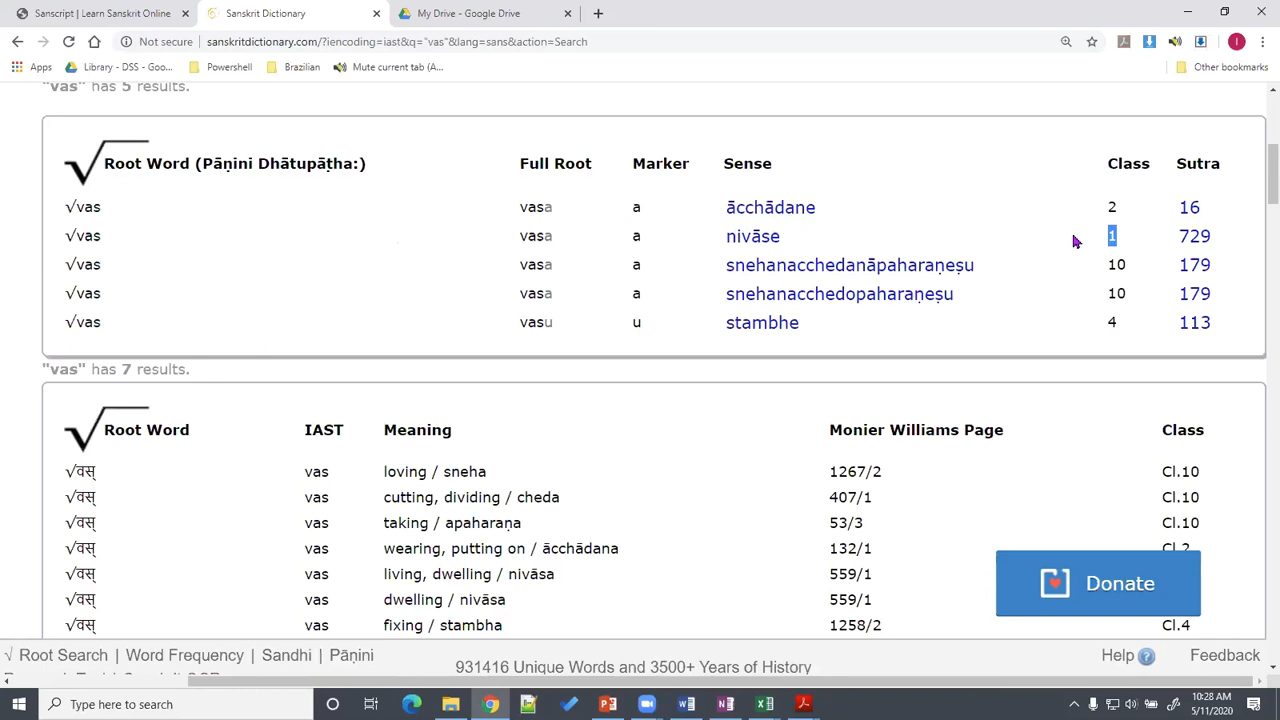 Sanscript | Learn Sanskrit Online
Sanskrit Dictionary
My Drive - Google Drive
Not secure | sanskritdictionary.com/?iencoding=iast&q="vas"&lang=sans&action=Search
Apps Library - DSS - Goo... Powershell Brazilian Mute current tab (A... Other bookmarks
"vas" has 5 results.
Root Word (Pāṇini Dhātupāṭha:) Full Root Marker Sense Class Sutra
√vas vasa a ācchādane 2 16
√vas vasa a nivāse 1 729
√vas vasa a snehanacchedanāpaharaṇeṣu 10 179
√vas vasa a snehanacchedopaharaṇeṣu 10 179
√vas vasu u stambhe 4 113
"vas" has 7 results.
Root Word IAST Meaning Monier Williams Page Class
√वस् vas loving / sneha 1267/2 Cl.10
√वस् vas cutting, dividing / cheda 407/1 Cl.10
√वस् vas taking / apaharaṇa 53/3 Cl.10
√वस् vas wearing, putting on / ācchādana 132/1 Cl.2
√वस् vas living, dwelling / nivāsa 559/1
√वस् vas dwelling / nivāsa 559/1
√वस् vas fixing / stambha 1258/2 Cl.4
Donate
√ Root Search | Word Frequency | Sandhi | Pāṇini Help ? Feedback
931416 Unique Words and 3500+ Years of History
Type here to search
10:28 AM
5/11/2020